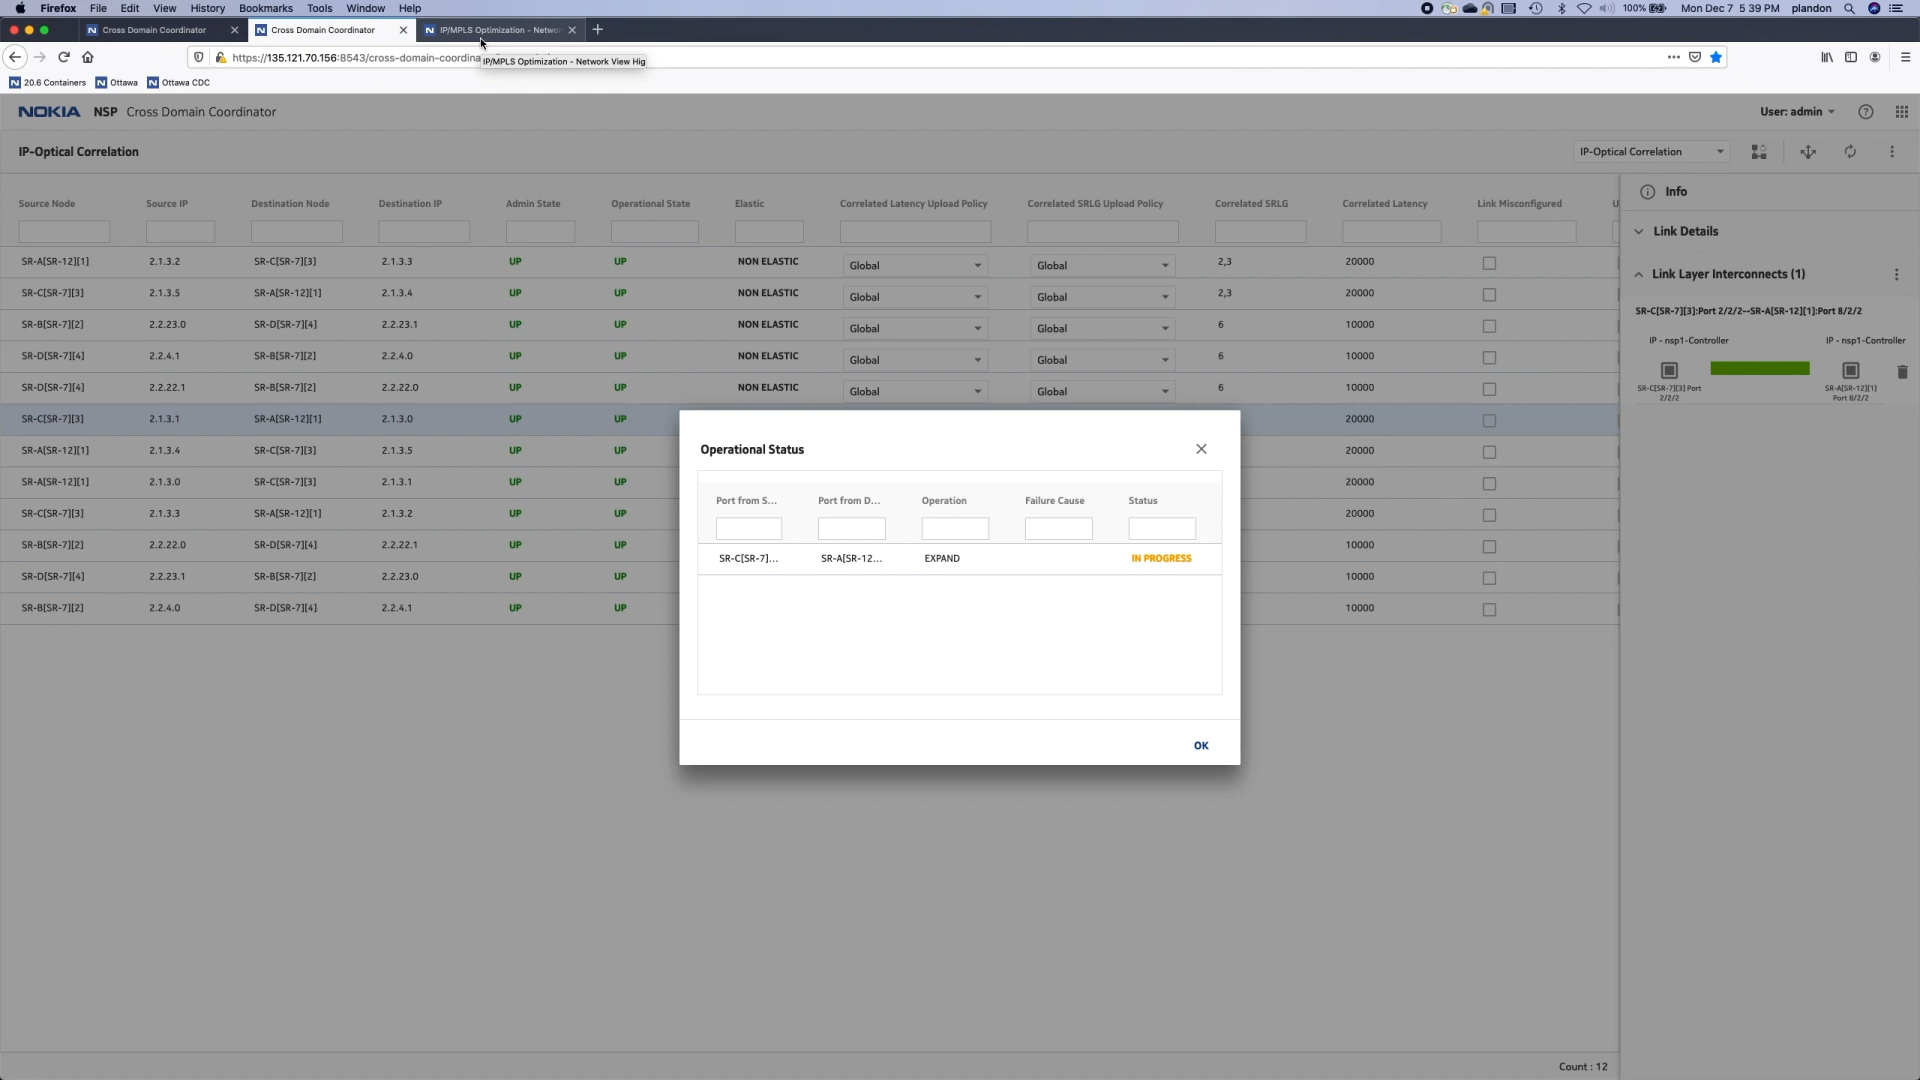 Firefox File Edit View History Bookmarks Tools Window Help 100% Mon Dec 7 5 39 PM plandon
Cross Domain Coordinator Cross Domain Coordinator IP/MPLS Optimization - Netwo
https://135.121.70.156:8543/cross-domain-coordina
IP/MPLS Optimization - Network View Hig
20.6 Containers Ottawa Ottawa CDC
NOKIA NSP Cross Domain Coordinator User: admin
IP-Optical Correlation IP-Optical Correlation
Source Node Source IP Destination Node Destination IP Admin State Operational State Elastic Correlated Latency Upload Policy Correlated SRLG Upload Policy Correlated SRLG Correlated Latency Link Misconfigured U
SR-A[SR-12][1] 2.1.3.2 SR-C[SR-7][3] 2.1.3.3 UP UP NON ELASTIC Global Global 2,3 20000
SR-C[SR-7][3] 2.1.3.5 SR-A[SR-12][1] 2.1.3.4 UP UP NON ELASTIC Global Global 2,3 20000
SR-B[SR-7][2] 2.2.23.0 SR-D[SR-7][4] 2.2.23.1 UP UP NON ELASTIC Global Global 6 10000
SR-D[SR-7][4] 2.2.4.1 SR-B[SR-7][2] 2.2.4.0 UP UP NON ELASTIC Global Global 6 10000
SR-D[SR-7][4] 2.2.22.1 SR-B[SR-7][2] 2.2.22.0 UP UP NON ELASTIC Global Global 6 10000
SR-C[SR-7][3] 2.1.3.1 SR-A[SR-12][1] 2.1.3.0 UP UP 20000
SR-A[SR-12][1] 2.1.3.4 SR-C[SR-7][3] 2.1.3.5 UP UP 20000
SR-A[SR-12][1] 2.1.3.0 SR-C[SR-7][3] 2.1.3.1 UP UP 20000
SR-C[SR-7][3] 2.1.3.3 SR-A[SR-12][1] 2.1.3.2 UP UP 20000
SR-B[SR-7][2] 2.2.22.0 SR-D[SR-7][4] 2.2.22.1 UP UP 10000
SR-D[SR-7][4] 2.2.23.1 SR-B[SR-7][2] 2.2.23.0 UP UP 10000
SR-B[SR-7][2] 2.2.4.0 SR-D[SR-7][4] 2.2.4.1 UP UP 10000
Operational Status
Port from S... Port from D... Operation Failure Cause Status
SR-C[SR-7]... SR-A[SR-12... EXPAND IN PROGRESS
OK
Info
Link Details
Link Layer Interconnects (1)
SR-C[SR-7][3]:Port 2/2/2--SR-A[SR-12][1]:Port 8/2/2
IP - nsp1-Controller IP - nsp1-Controller
SR-C[SR-7][3] Port SR-A[SR-12][1]
2/2/2 Port 8/2/2
Count : 12